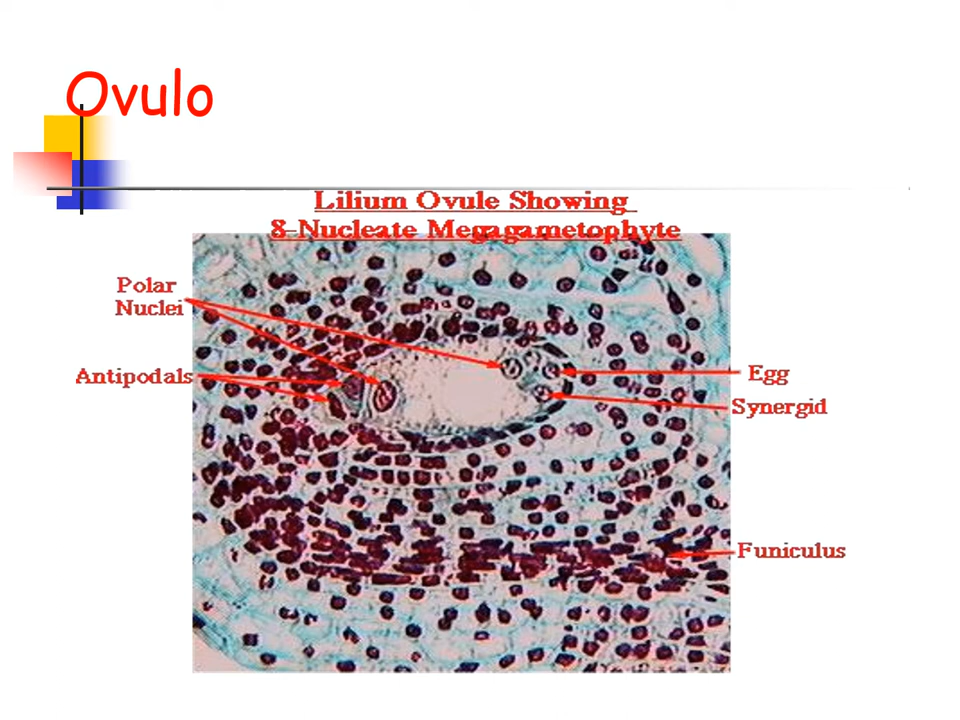 Ovulo
Lilium Ovule Showing
8-Nucleate Megagametophyte
Polar
Nuclei
Antipodals
Egg
Synergid
Funiculus